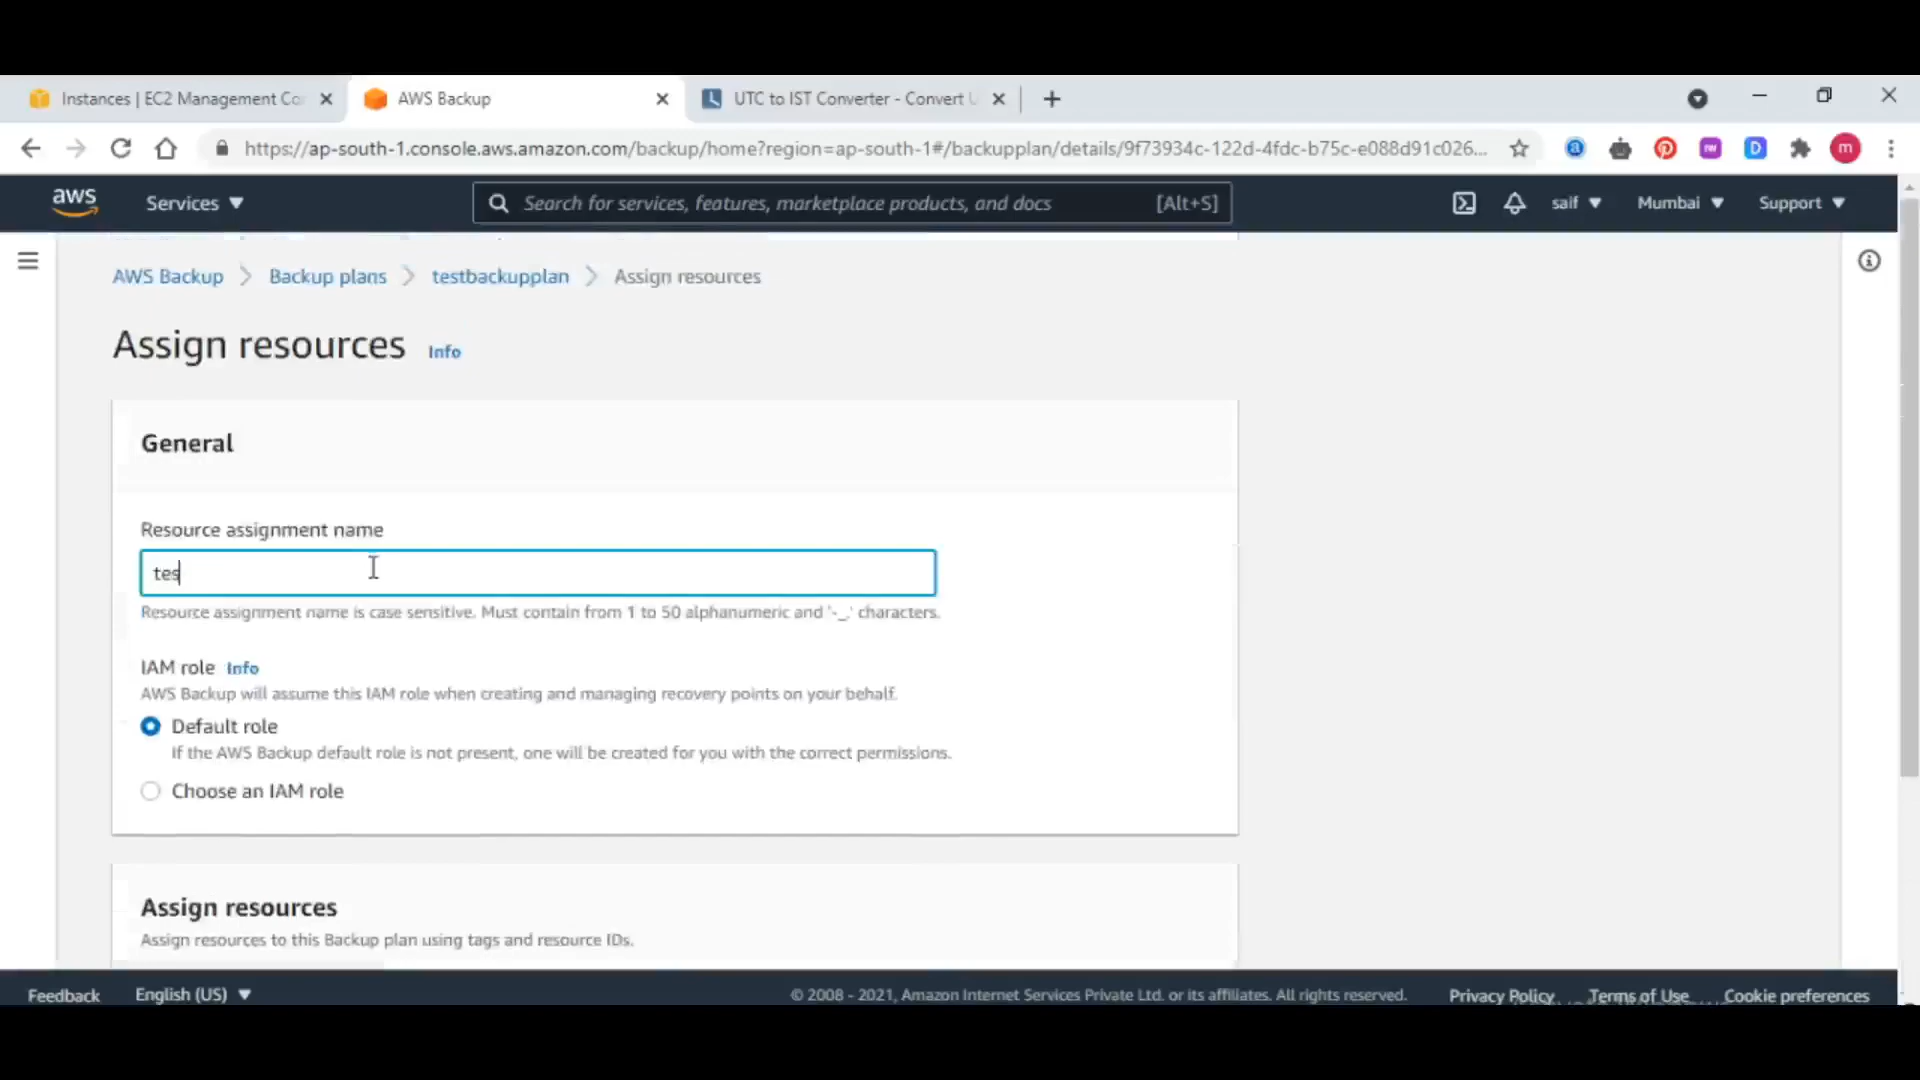 Instances | EC2 Management Co
AWS Backup
UTC to IST Converter - Convert U
https://ap-south-1.console.aws.amazon.com/backup/home?region=ap-south-1#/backupplan/details/9f73934c-122d-4fdc-b75c-e088d91c026...
m
aws
Services
Search for services, features, marketplace products, and docs
[Alt+S]
saif
Mumbai
Support
AWS Backup
Backup plans
testbackupplan
Assign resources
Assign resources
Info
General
Resource assignment name
tes
Resource assignment name is case sensitive. Must contain from 1 to 50 alphanumeric and '-_.' characters.
IAM role Info
AWS Backup will assume this IAM role when creating and managing recovery points on your behalf.
Default role
If the AWS Backup default role is not present, one will be created for you with the correct permissions.
Choose an IAM role
Assign resources
Assign resources to this Backup plan using tags and resource IDs.
Feedback
English (US)
© 2008 - 2021, Amazon Internet Services Private Ltd. or its affiliates. All rights reserved.
Privacy Policy
Terms of Use
Cookie preferences